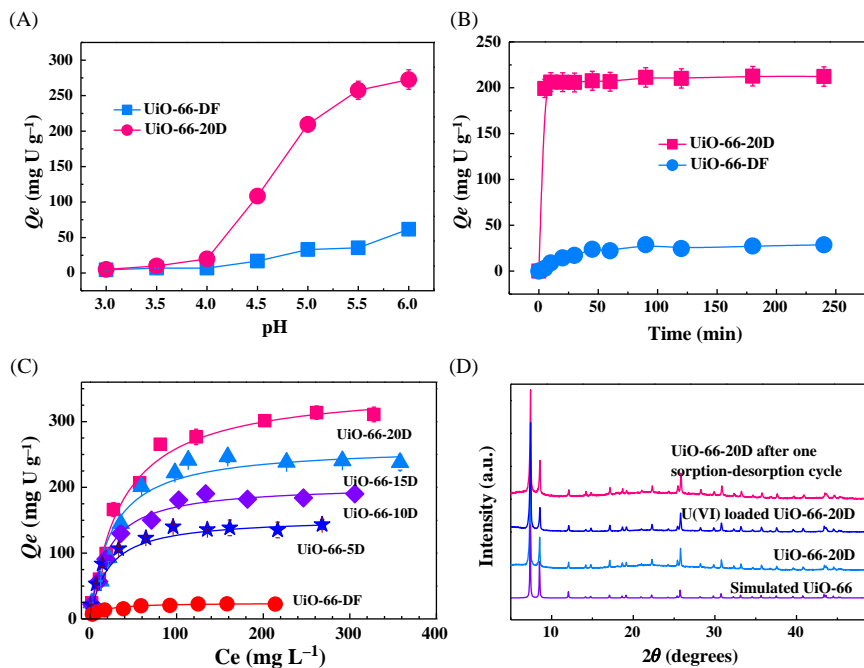 (A)
Qe (mg U g⁻¹)
300
250
200
150
100
50
0
UiO-66-DF
UiO-66-20D
3.0 3.5 4.0 4.5 5.0 5.5 6.0
pH
(B)
Qe (mg U g⁻¹)
250
200
150
100
50
0
UiO-66-20D
UiO-66-DF
0 50 100 150 200 250
Time (min)
(C)
Qe (mg U g⁻¹)
300
200
100
0
UiO-66-20D
UiO-66-15D
UiO-66-10D
UiO-66-5D
UiO-66-DF
0 100 200 300 400
Ce (mg L⁻¹)
(D)
Intensity (a.u.)
UiO-66-20D after one
sorption-desorption cycle
U(VI) loaded UiO-66-20D
UiO-66-20D
Simulated UiO-66
10 20 30 40
2θ (degrees)